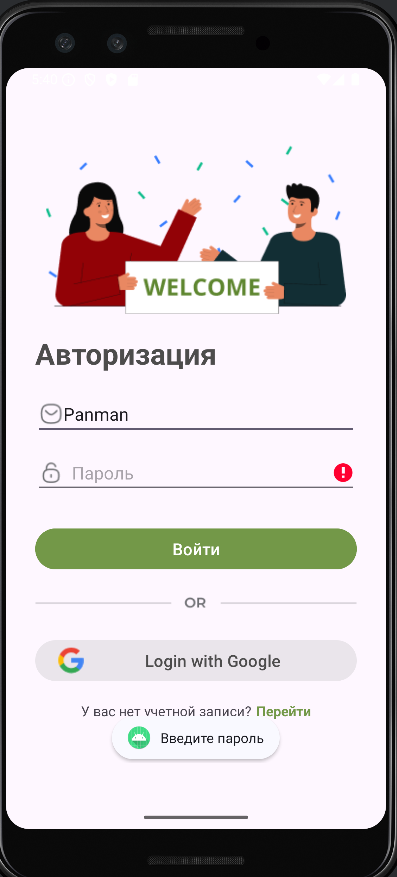 WELCOME
Авторизация
Panman
Пароль
Войти
OR
Login with Google
У вас нет учетной записи? Перейти
Введите пароль